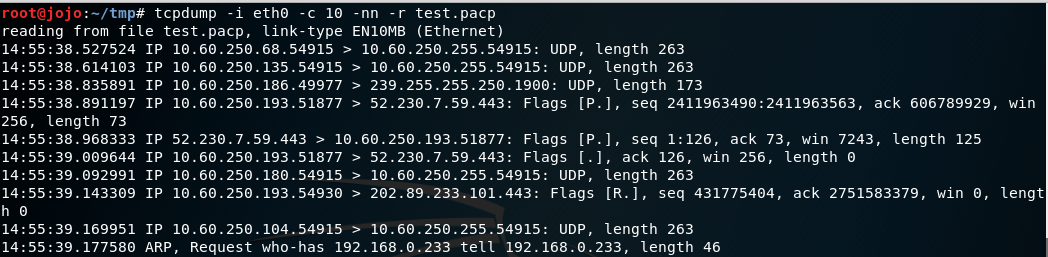 root@jojo:~/tmp# tcpdump -i eth0 -c 10 -nn -r test.pacp
reading from file test.pacp, link-type EN10MB (Ethernet)
14:55:38.527524 IP 10.60.250.68.54915 > 10.60.250.255.54915: UDP, length 263
14:55:38.614103 IP 10.60.250.135.54915 > 10.60.250.255.54915: UDP, length 263
14:55:38.835891 IP 10.60.250.186.49977 > 239.255.255.250.1900: UDP, length 173
14:55:38.891197 IP 10.60.250.193.51877 > 52.230.7.59.443: Flags [P.], seq 2411963490:2411963563, ack 606789929, win
256, length 73
14:55:38.968333 IP 52.230.7.59.443 > 10.60.250.193.51877: Flags [P.], seq 1:126, ack 73, win 7243, length 125
14:55:39.009644 IP 10.60.250.193.51877 > 52.230.7.59.443: Flags [.], ack 126, win 256, length 0
14:55:39.092991 IP 10.60.250.180.54915 > 10.60.250.255.54915: UDP, length 263
14:55:39.143309 IP 10.60.250.193.54930 > 202.89.233.101.443: Flags [R.], seq 431775404, ack 2751583379, win 0, lengt
h 0
14:55:39.169951 IP 10.60.250.104.54915 > 10.60.250.255.54915: UDP, length 263
14:55:39.177580 ARP, Request who-has 192.168.0.233 tell 192.168.0.233, length 46